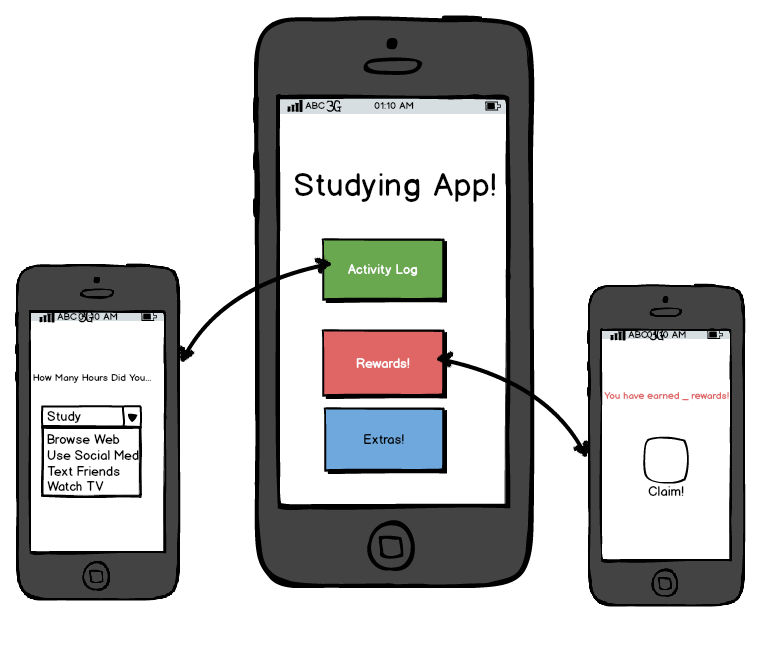 ABC 3G 01:10 AM
Studying App!
Activity Log
Rewards!
Extras!
ABC 3G 0 AM
How Many Hours Did You...
Study
Browse Web
Use Social Med
Text Friends
Watch TV
ABC 3G 0 AM
You have earned _ rewards!
Claim!